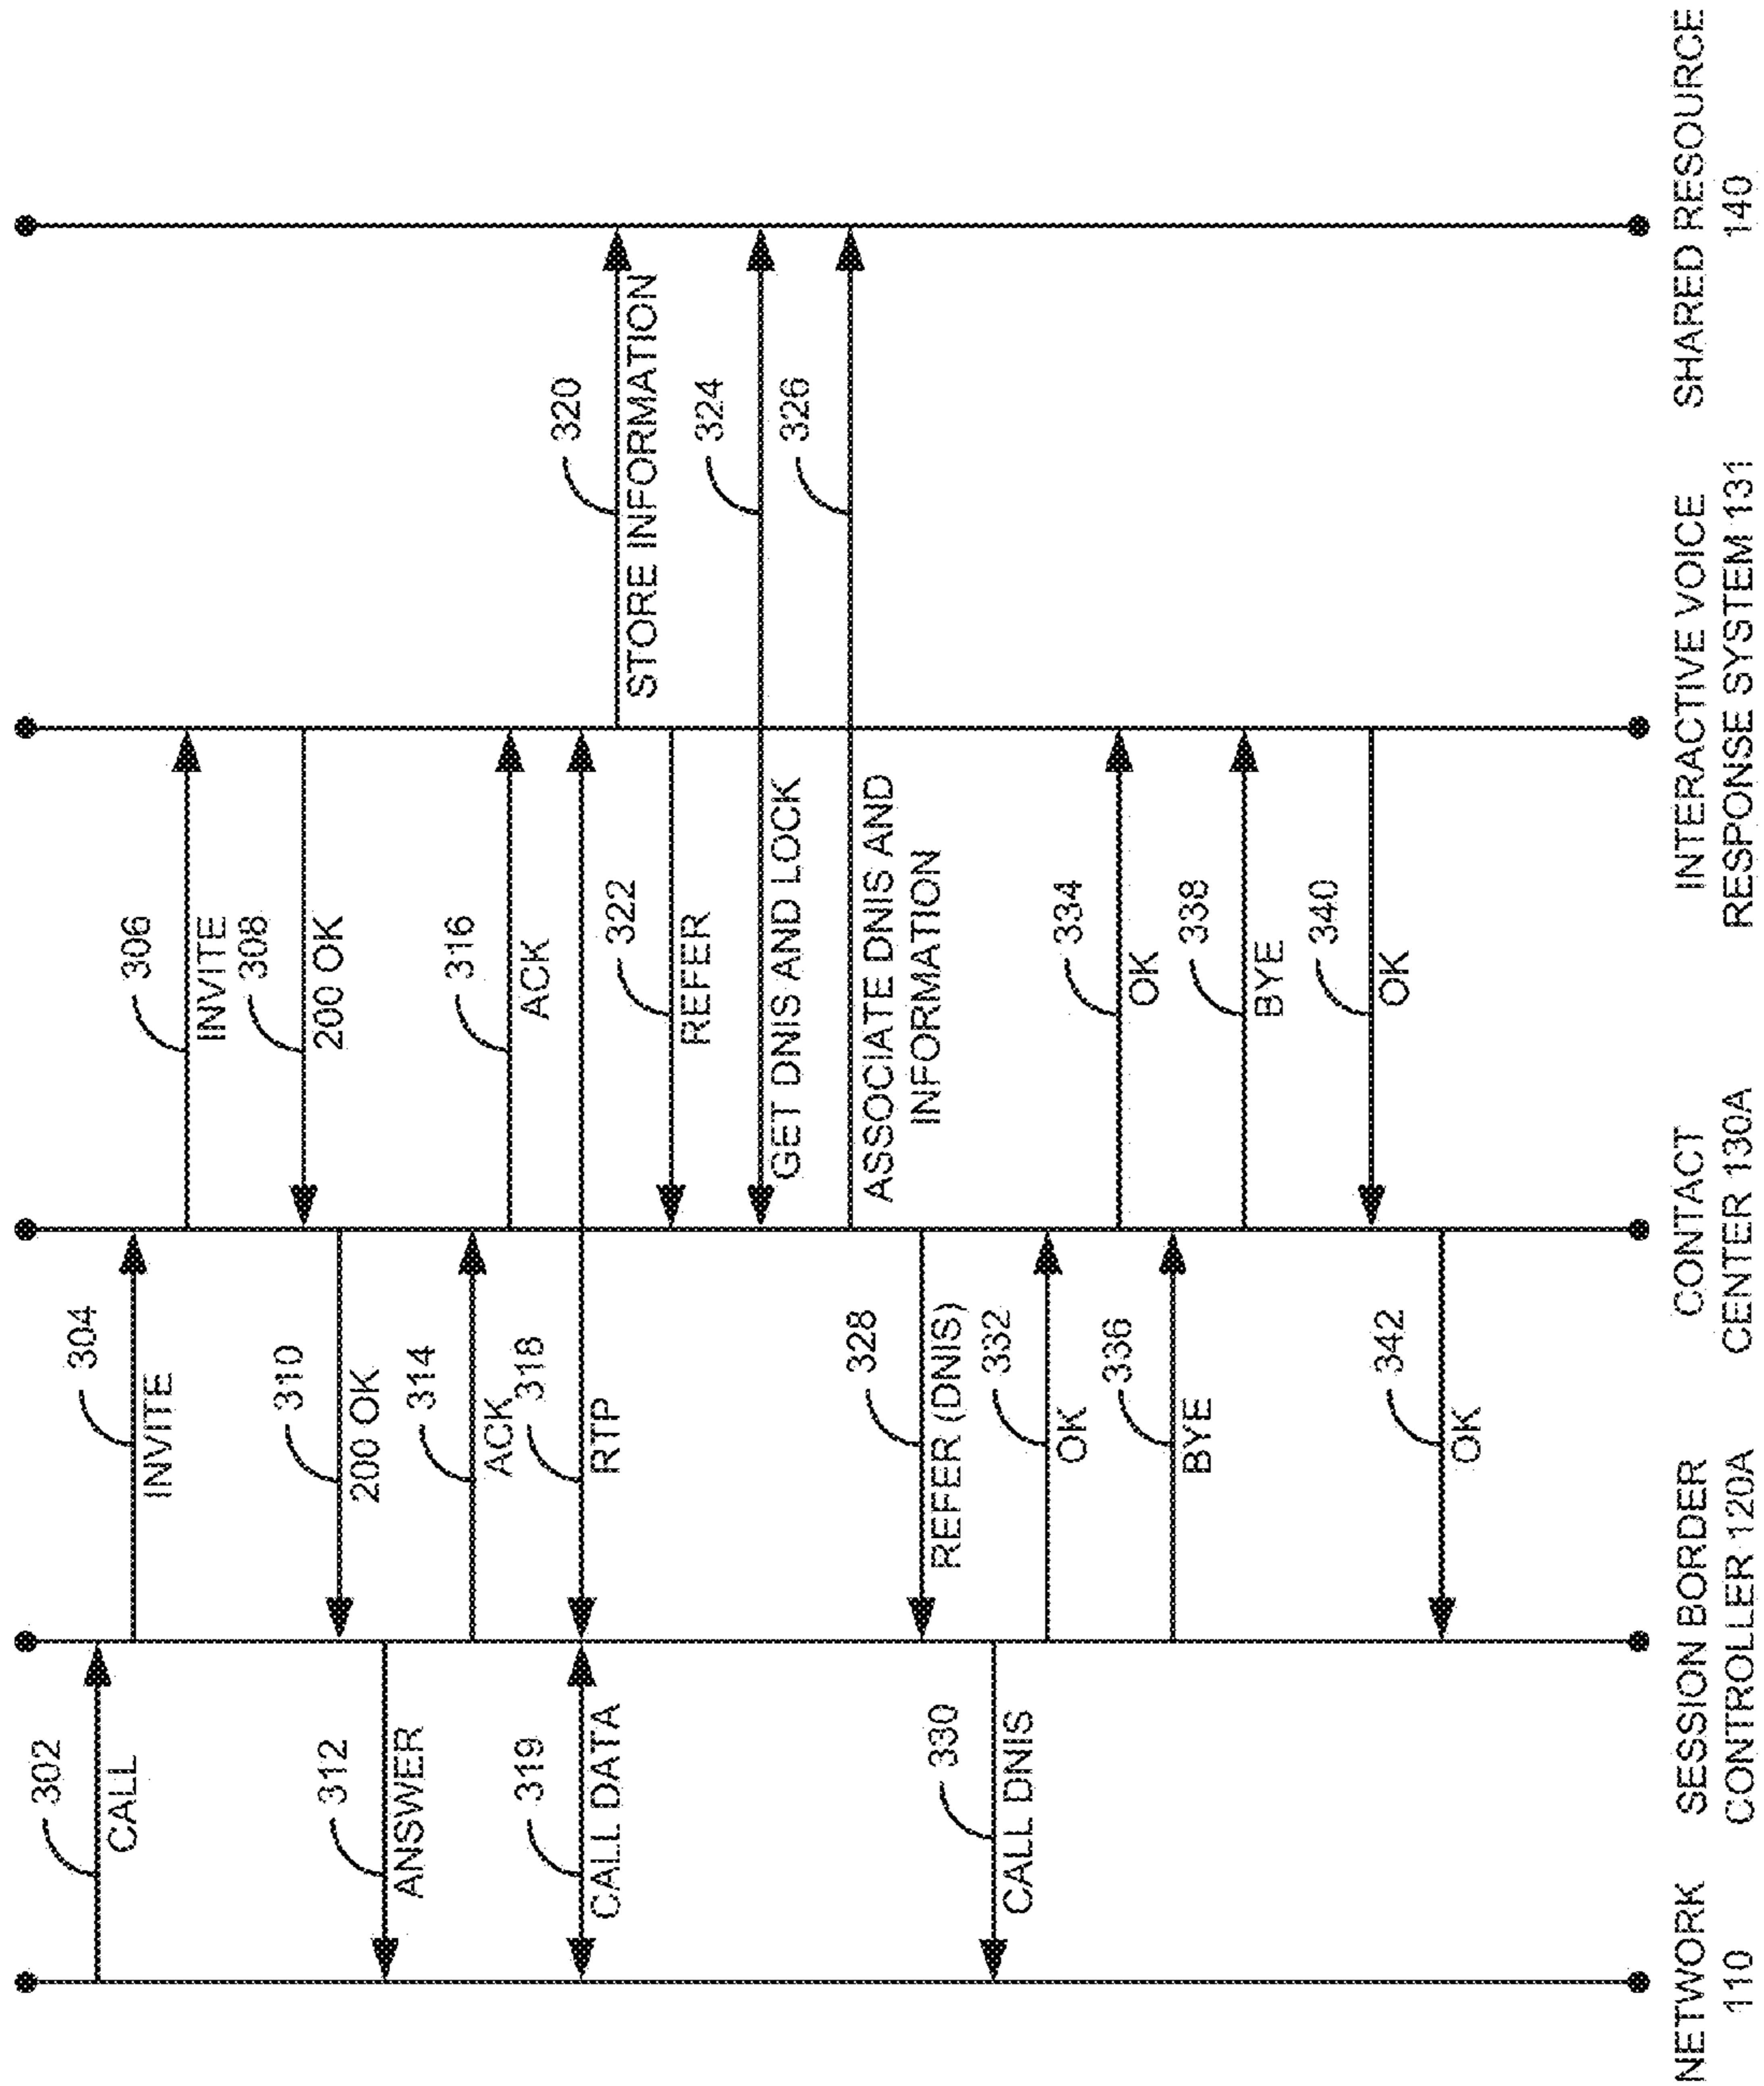 302
CALL
304
INVITE
306
INVITE
308
200 OK
310
200 OK
312
ANSWER
314
ACK
316
ACK
318
RTP
319
CALL DATA
320
STORE INFORMATION
322
REFER
324
GET DNIS AND LOCK
326
ASSOCIATE DNIS AND
INFORMATION
328
REFER (DNIS)
330
CALL DNIS
332
OK
334
OK
336
BYE
338
BYE
340
OK
342
OK
NETWORK
110
SESSION BORDER
CONTROLLER 120A
CONTACT
CENTER 130A
INTERACTIVE VOICE
RESPONSE SYSTEM 131
SHARED RESOURCE
140